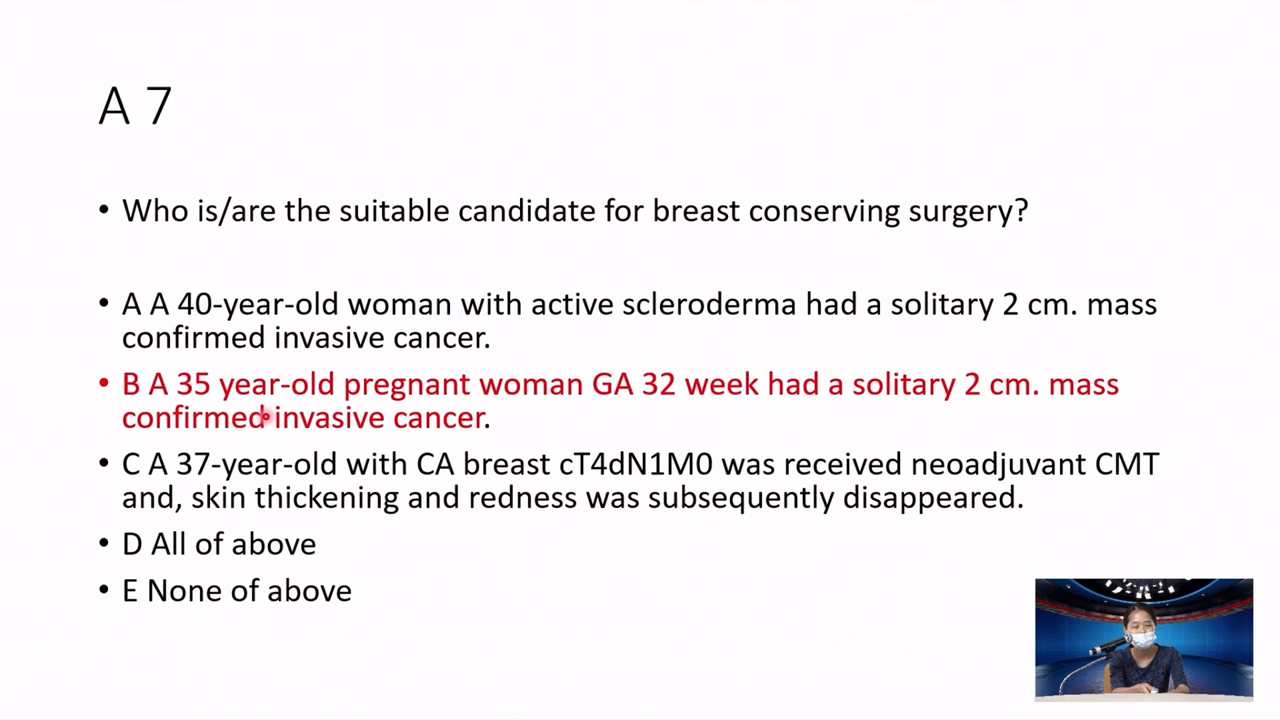 A 7
• Who is/are the suitable candidate for breast conserving surgery?
• A A 40-year-old woman with active scleroderma had a solitary 2 cm. mass
confirmed invasive cancer.
• B A 35 year-old pregnant woman GA 32 week had a solitary 2 cm. mass
confirmed invasive cancer.
• C A 37-year-old with CA breast cT4dN1M0 was received neoadjuvant CMT
and, skin thickening and redness was subsequently disappeared.
• D All of above
• E None of above